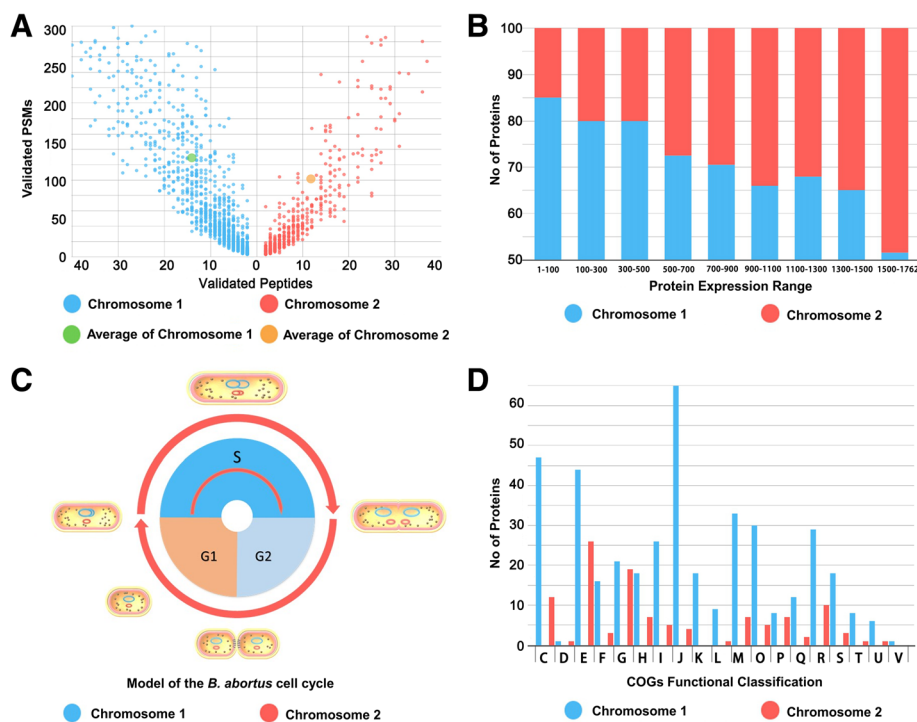 A
Validated PSMs
300
250
200
150
100
50
0
40
20
10
0
10
20
30
40
Validated Peptides
Chromosome 1
Chromosome 2
Average of Chromosome 1
Average of Chromosome 2
B
No of Proteins
100
90
80
70
60
50
1-100
100-300
300-500
500-700
700-900
900-1100
1100-1300
1300-1500
1500-1762
Protein Expression Range
Chromosome 1
Chromosome 2
C
S
G1
G2
Model of the B. abortus cell cycle
Chromosome 1
Chromosome 2
D
No of Proteins
60
50
40
30
20
10
0
C
D
E
F
G
H
I
J
K
L
M
O
P
Q
R
S
T
U
V
COGs Functional Classification
Chromosome 1
Chromosome 2